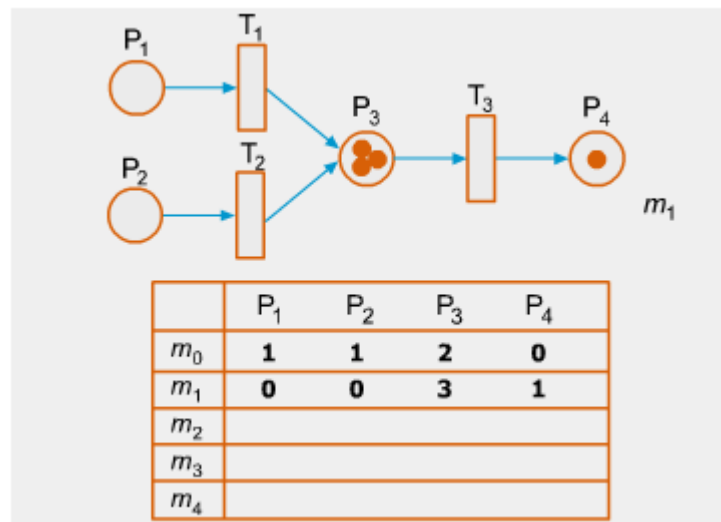 P₁ T₁
P₃ T₃ P₄
P₂ T₂
m₁
P₁ P₂ P₃ P₄
m₀ 1 1 2 0
m₁ 0 0 3 1
m₂
m₃
m₄